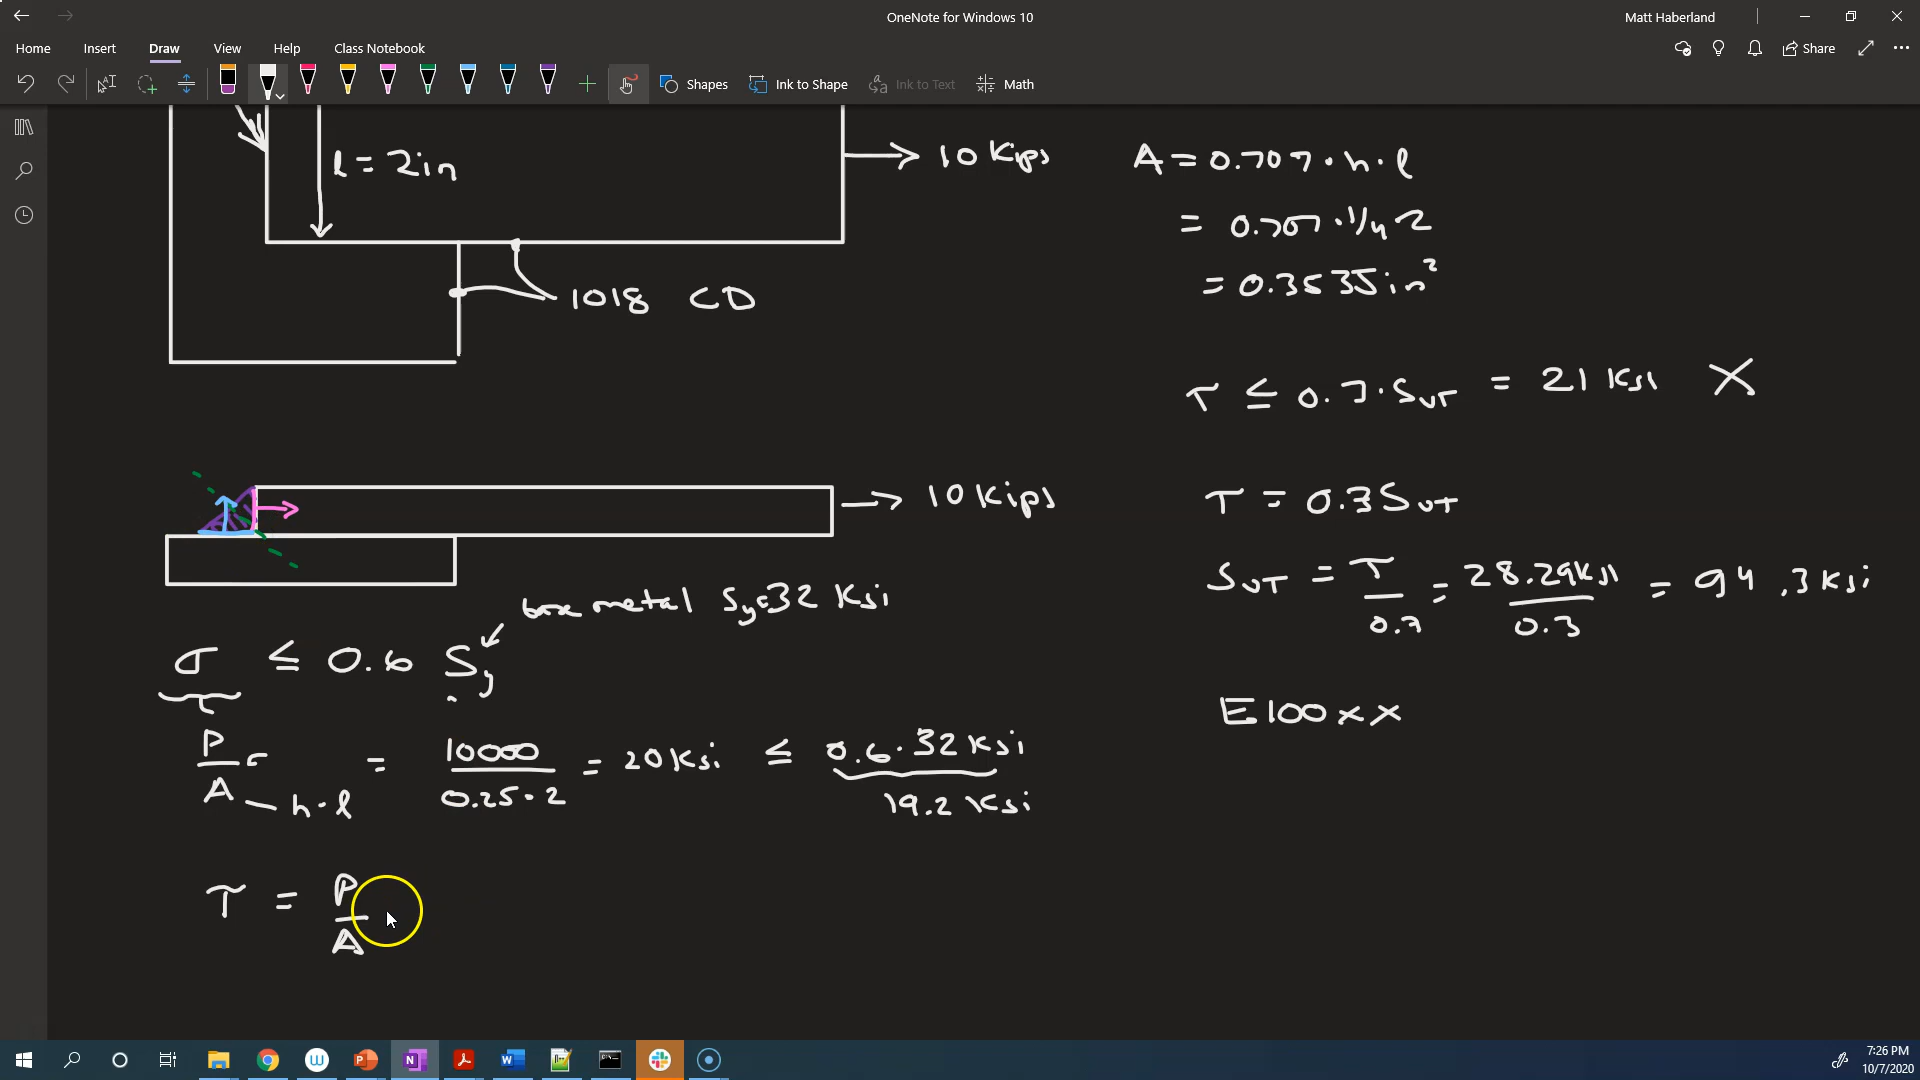 OneNote for Windows 10
Matt Haberland
Home Insert Draw View Help Class Notebook
Share
Shapes Ink to Shape Ink to Text Math
l = 2in
10 Kips
1018 CD
10 Kips
base metal Sy=32 Ksi
σ ≤ 0.6 Sy
P/A = 10000/0.25·2 = 20 Ksi ≤ 0.6·32 Ksi
h·l
19.2 Ksi
τ = P/A
A = 0.707·h·l
= 0.707·1/4 2
= 0.3535in²
τ ≤ 0.3·SUT = 21 Ksi X
τ = 0.3 SUT
SUT = τ/0.3 = 28.29Ksi/0.3 = 94.3 Ksi
E100xx
7:26 PM
10/7/2020